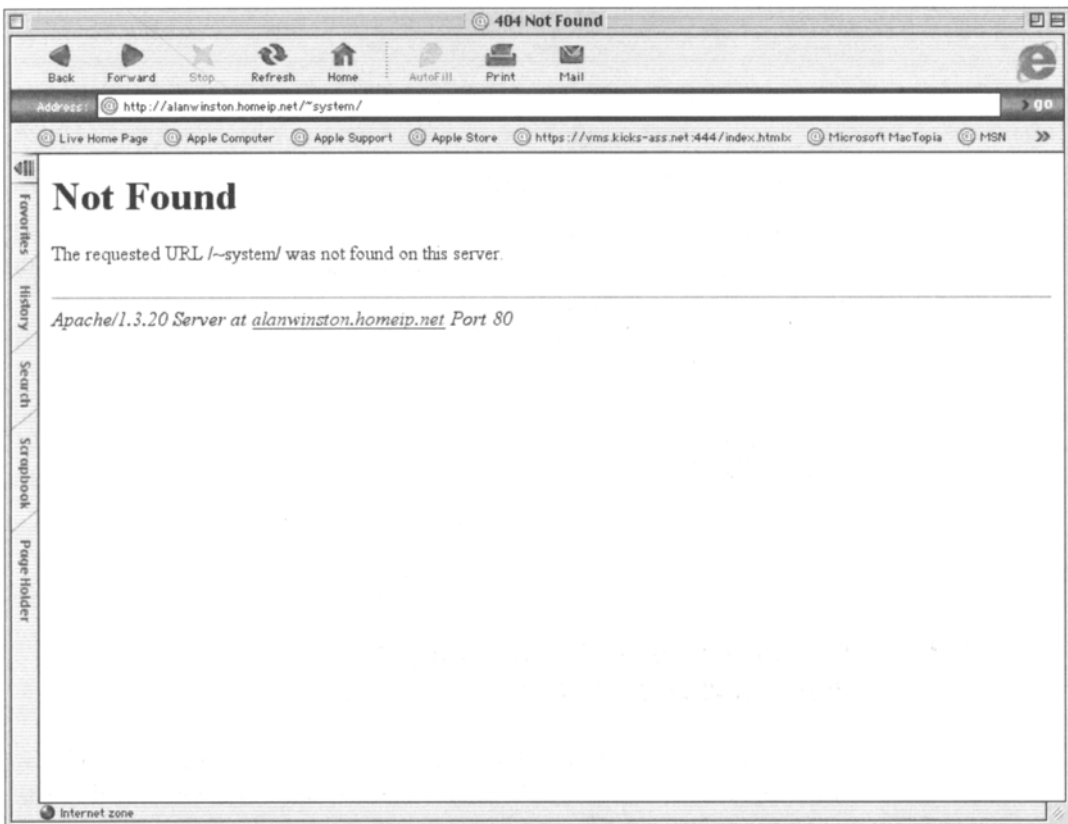 404 Not Found
Back Forward Stop Refresh Home AutoFill Print Mail
Address: http://alanwinston.homeip.net/~system/ go
Live Home Page Apple Computer Apple Support Apple Store https://vms.kicks-ass.net:444/index.htmlx Microsoft MacTopia MSN »
Favorites
History
Search
Scrapbook
Page Holder
Not Found
The requested URL /~system/ was not found on this server.
Apache/1.3.20 Server at alanwinston.homeip.net Port 80
Internet zone